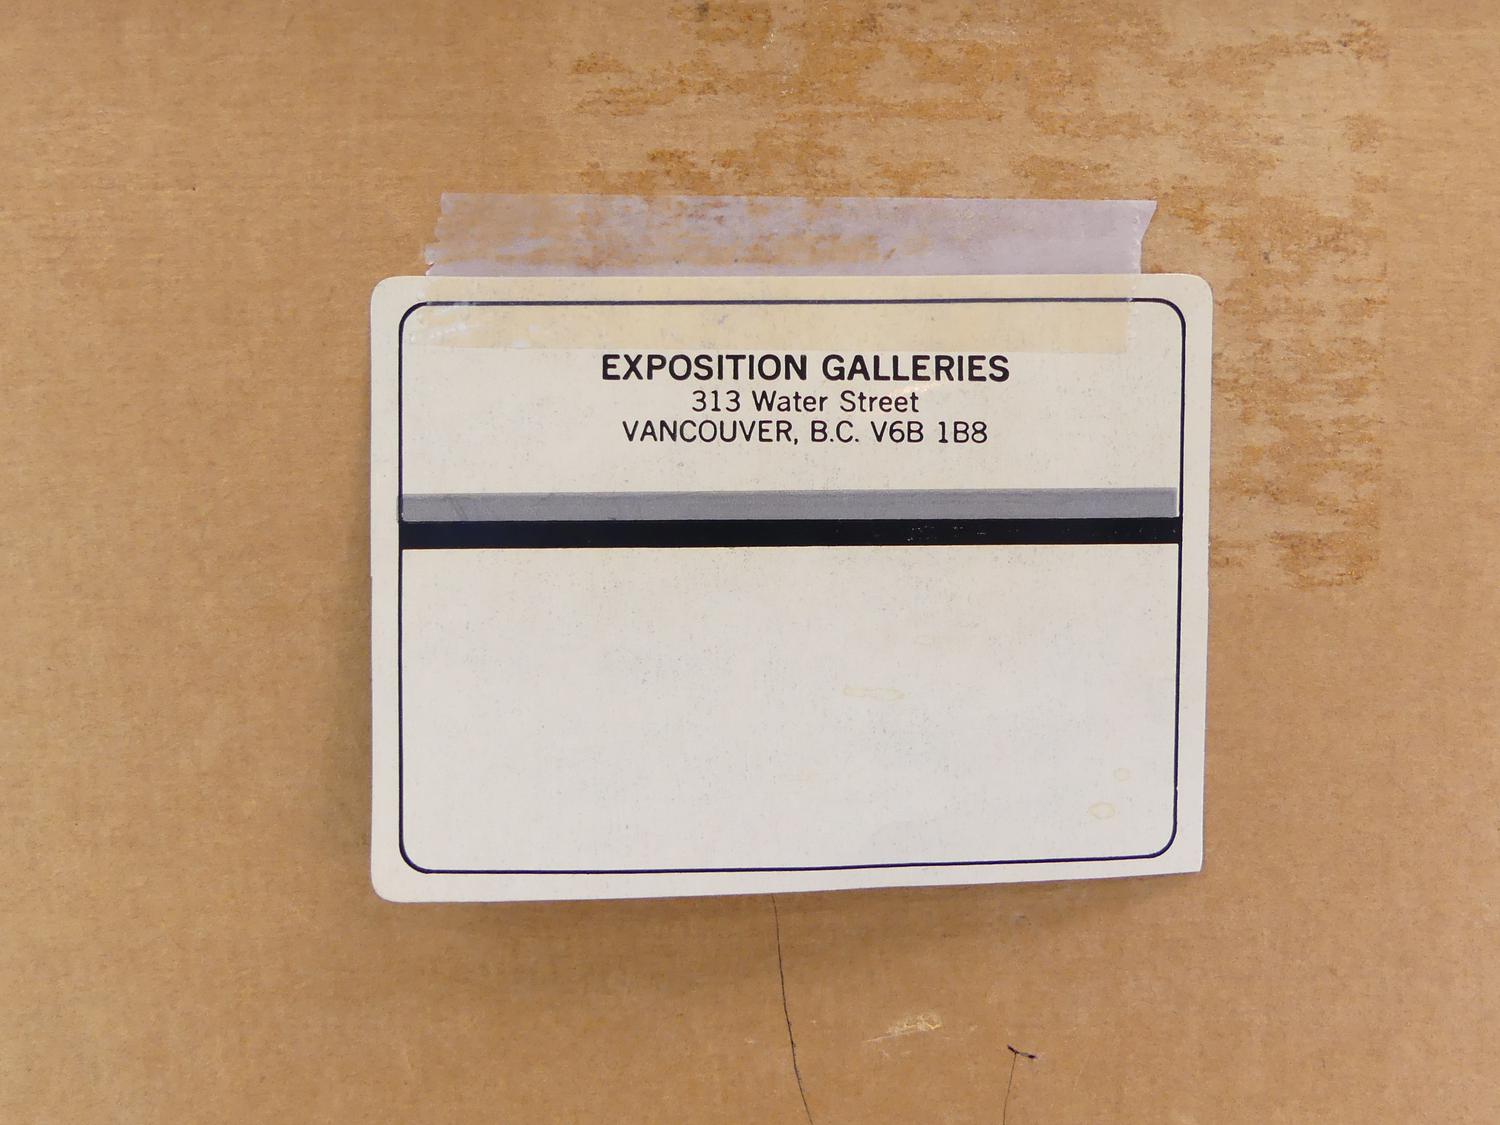 EXPOSITION GALLERIES
313 Water Street
VANCOUVER, B.C. V6B 1B8